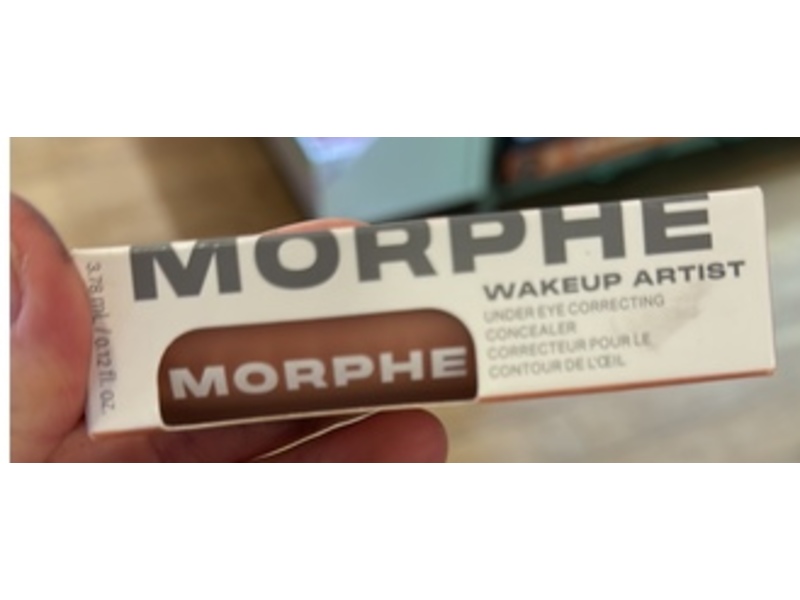 MORPHE
WAKEUP ARTIST
UNDER EYE CORRECTING
CONCEALER
CORRECTEUR POUR LE
CONTOUR DE L'ŒIL
MORPHE
3.76 mL / 0.12 fl. oz.